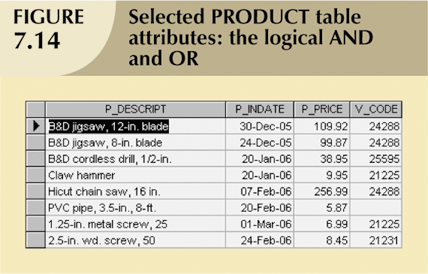 FIGURE 7.14
Selected PRODUCT table attributes: the logical AND and OR
P_DESCRIPT P_INDATE P_PRICE V_CODE
B&D jigsaw, 12-in. blade 30-Dec-05 109.92 24288
B&D jigsaw, 8-in. blade 24-Dec-05 99.87 24288
B&D cordless drill, 1/2-in. 20-Jan-06 38.95 25595
Claw hammer 20-Jan-06 9.95 21225
Hicut chain saw, 16 in. 07-Feb-06 256.99 24288
PVC pipe, 3.5-in., 8-ft. 20-Feb-06 5.87
1.25-in. metal screw, 25 01-Mar-06 6.99 21225
2.5-in. wd. screw, 50 24-Feb-06 8.45 21231